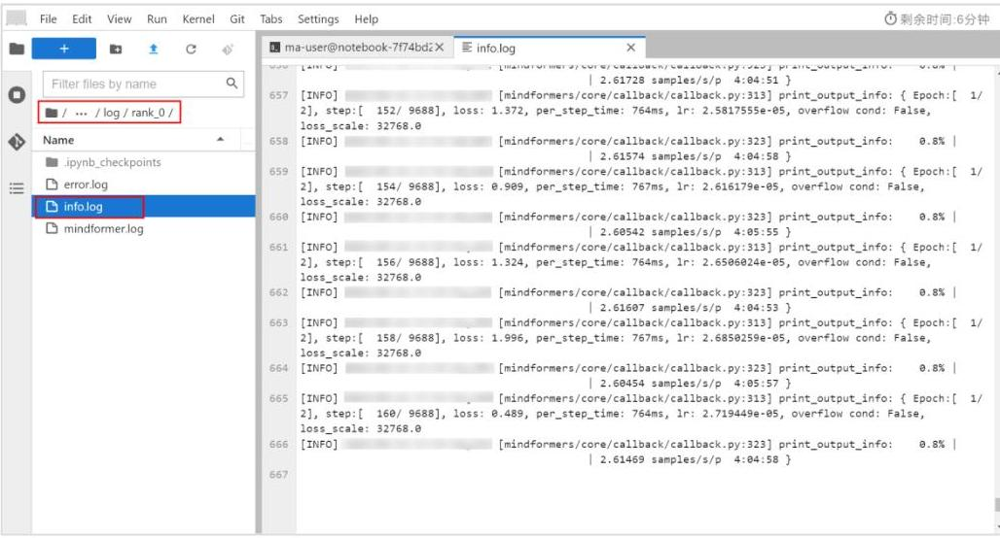 File Edit View Run Kernel Git Tabs Settings Help
剩余时间:6分钟
ma-user@notebook-7f74bd2
info.log
Filter files by name
/ ... / log / rank_0 /
Name
.ipynb_checkpoints
error.log
info.log
mindformer.log
| 2.61728 samples/s/p 4:04:51 }
657 [INFO] [mindformers/core/callback/callback.py:313] print_output_info: { Epoch:[ 1/
2], step:[ 152/ 9688], loss: 1.372, per_step_time: 764ms, lr: 2.5817555e-05, overflow cond: False,
loss_scale: 32768.0
658 [INFO] [mindformers/core/callback/callback.py:323] print_output_info: 0.8% |
| 2.61574 samples/s/p 4:04:58 }
659 [INFO] [mindformers/core/callback/callback.py:313] print_output_info: { Epoch:[ 1/
2], step:[ 154/ 9688], loss: 0.909, per_step_time: 767ms, lr: 2.616179e-05, overflow cond: False,
loss_scale: 32768.0
660 [INFO] [mindformers/core/callback/callback.py:323] print_output_info: 0.8% |
| 2.60542 samples/s/p 4:05:55 }
661 [INFO] [mindformers/core/callback/callback.py:313] print_output_info: { Epoch:[ 1/
2], step:[ 156/ 9688], loss: 1.324, per_step_time: 764ms, lr: 2.6506024e-05, overflow cond: False,
loss_scale: 32768.0
662 [INFO] [mindformers/core/callback/callback.py:323] print_output_info: 0.8% |
| 2.61607 samples/s/p 4:04:53 }
663 [INFO] [mindformers/core/callback/callback.py:313] print_output_info: { Epoch:[ 1/
2], step:[ 158/ 9688], loss: 1.996, per_step_time: 767ms, lr: 2.6850259e-05, overflow cond: False,
loss_scale: 32768.0
664 [INFO] [mindformers/core/callback/callback.py:323] print_output_info: 0.8% |
| 2.60454 samples/s/p 4:05:57 }
665 [INFO] [mindformers/core/callback/callback.py:313] print_output_info: { Epoch:[ 1/
2], step:[ 160/ 9688], loss: 0.489, per_step_time: 764ms, lr: 2.719449e-05, overflow cond: False,
loss_scale: 32768.0
666 [INFO] [mindformers/core/callback/callback.py:323] print_output_info: 0.8% |
| 2.61469 samples/s/p 4:04:58 }
667